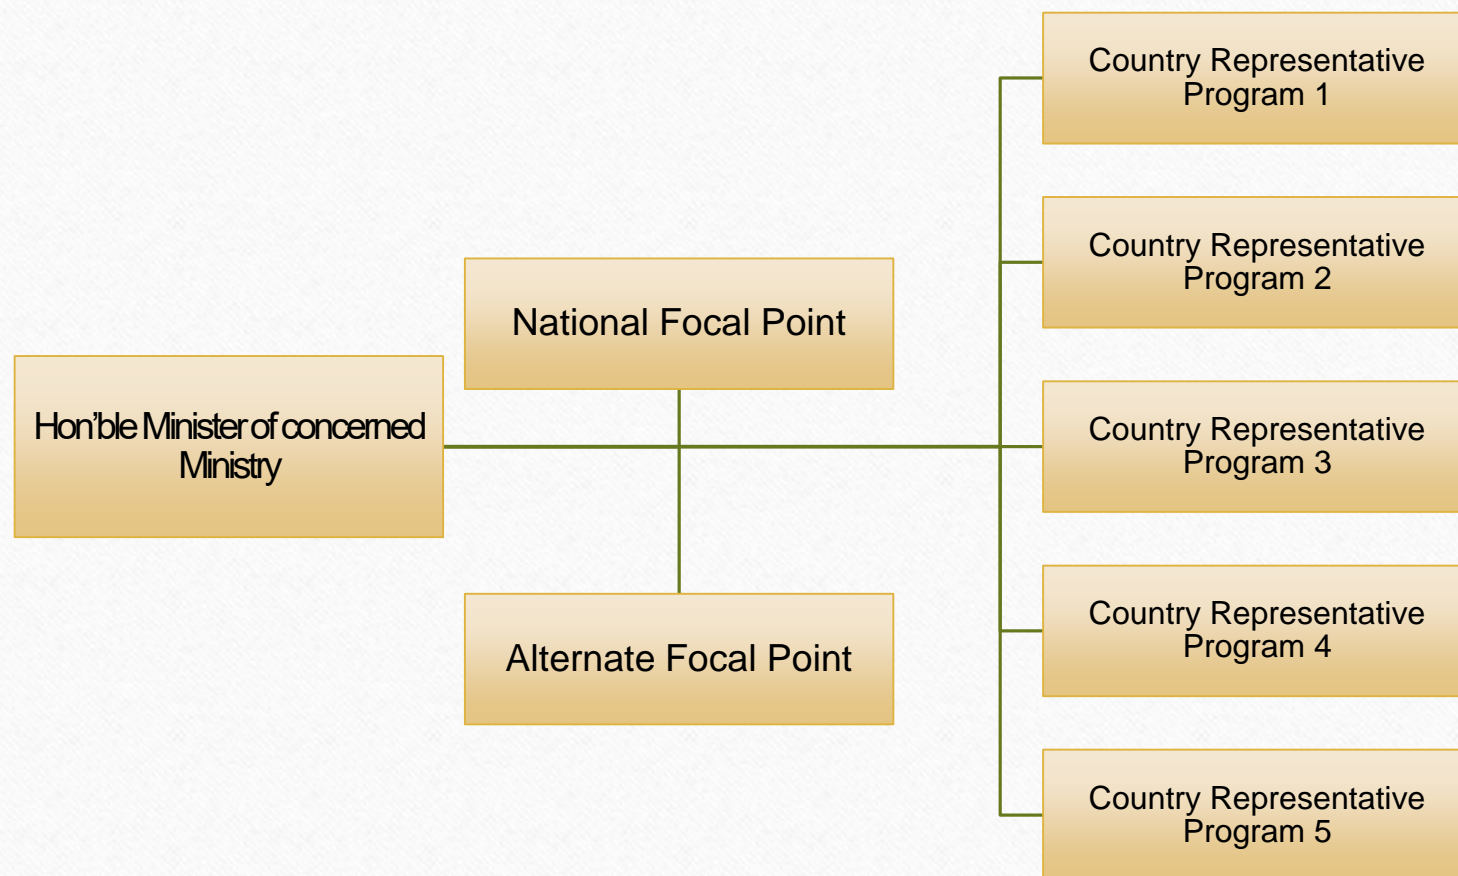 Hon’ble Minister of concerned
Ministry
National Focal Point
Alternate Focal Point
Country Representative
Program 1
Country Representative
Program 2
Country Representative
Program 3
Country Representative
Program 4
Country Representative
Program 5